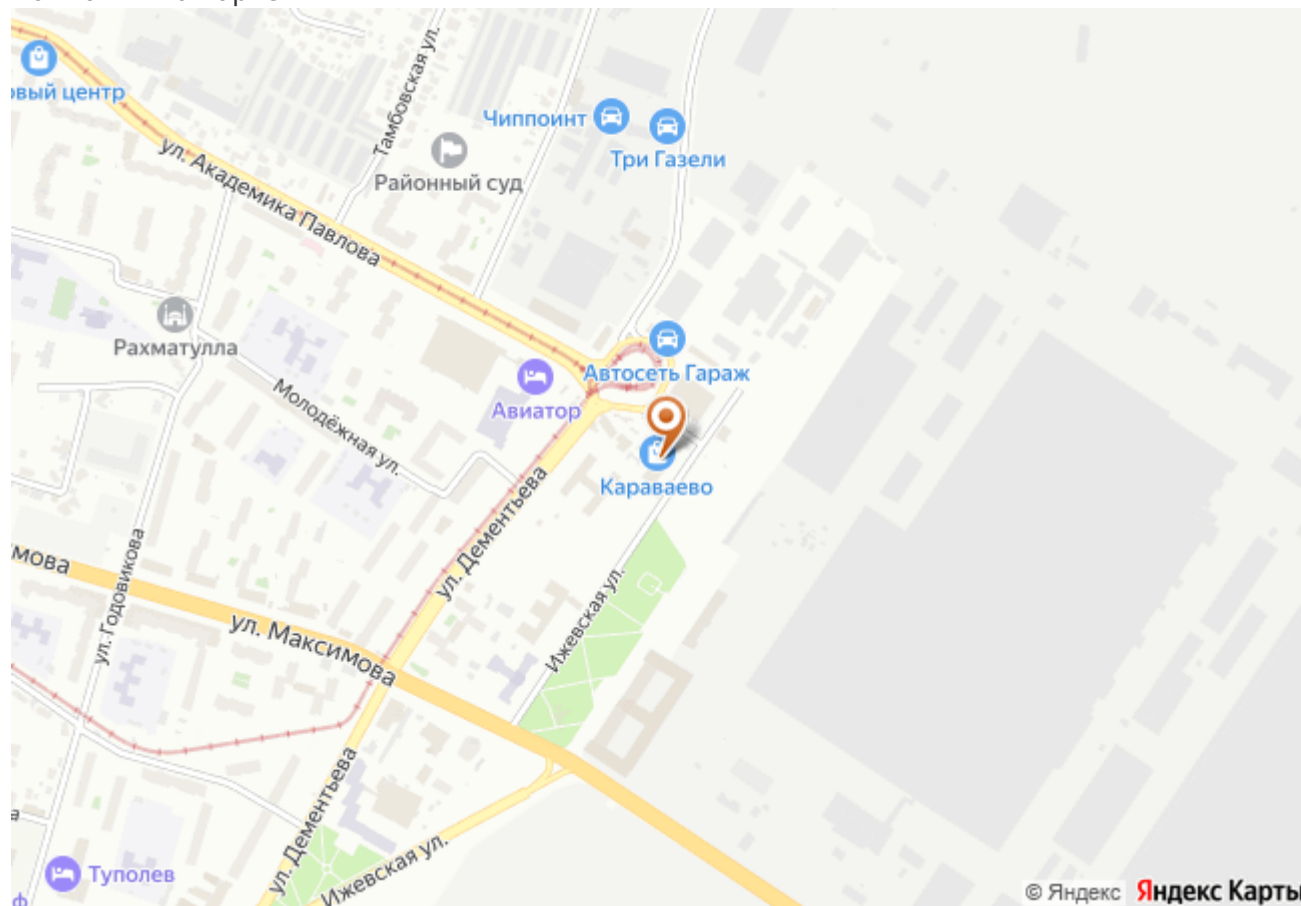 овый центр
Тамбовская ул.
Чиппоинт
Три Газели
Районный суд
ул. Академика Павлова
Рахматулла
Автосеть Гараж
Авиатор
Молодёжная ул.
Караваево
ул. Дементьева
мова
ул. Годовикова
ул. Максимова
Ижевская ул.
ул. Дементьева
Ижевская ул.
Туполев
© Яндекс Яндекс Карты